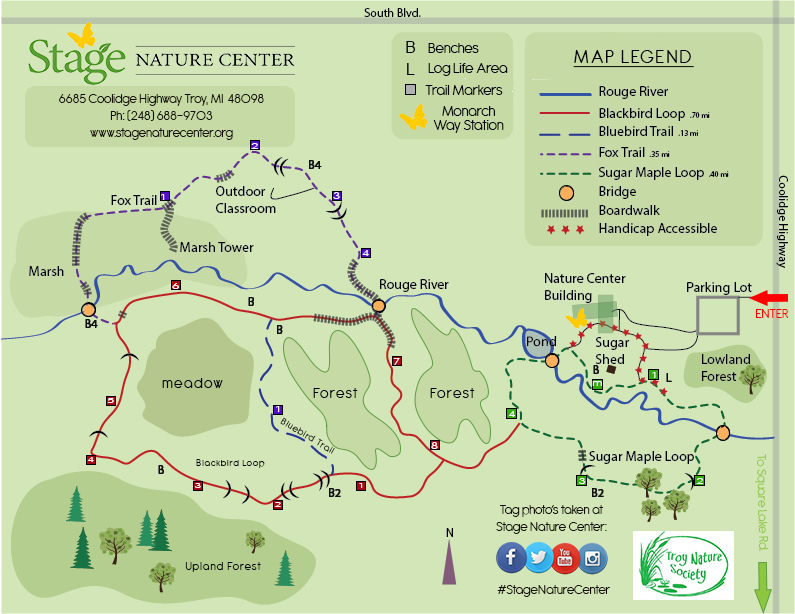 South Blvd.
Stage NATURE CENTER
6685 Coolidge Highway Troy, MI 48098
Ph: (248) 688-9703
www.stagenaturecenter.org
B Benches
L Log Life Area
Trail Markers
Monarch
Way Station
MAP LEGEND
Rouge River
Blackbird Loop .70 mi
Bluebird Trail .13 mi
Fox Trail .35 mi
Sugar Maple Loop .40 mi
Bridge
Boardwalk
Handicap Accessible
Coolidge Highway
2
B4
Fox Trail
1
Outdoor
Classroom
3
Marsh Tower
4
Marsh
6
Rouge River
B
B4
B
Nature Center
Building
Parking Lot
ENTER
Pond
Sugar
Shed
Lowland
Forest
meadow
Forest
Forest
7
B
1
L
3
5
1
4
Bluebird Trail
8
4
Blackbird Loop
B
3
B2
1
2
Sugar Maple Loop
3
B2
2
Upland Forest
N
Tag photo's taken at
Stage Nature Center:
f
twitter
You
Tube
#StageNatureCenter
Troy Nature
Society
To Square Lake Rd.